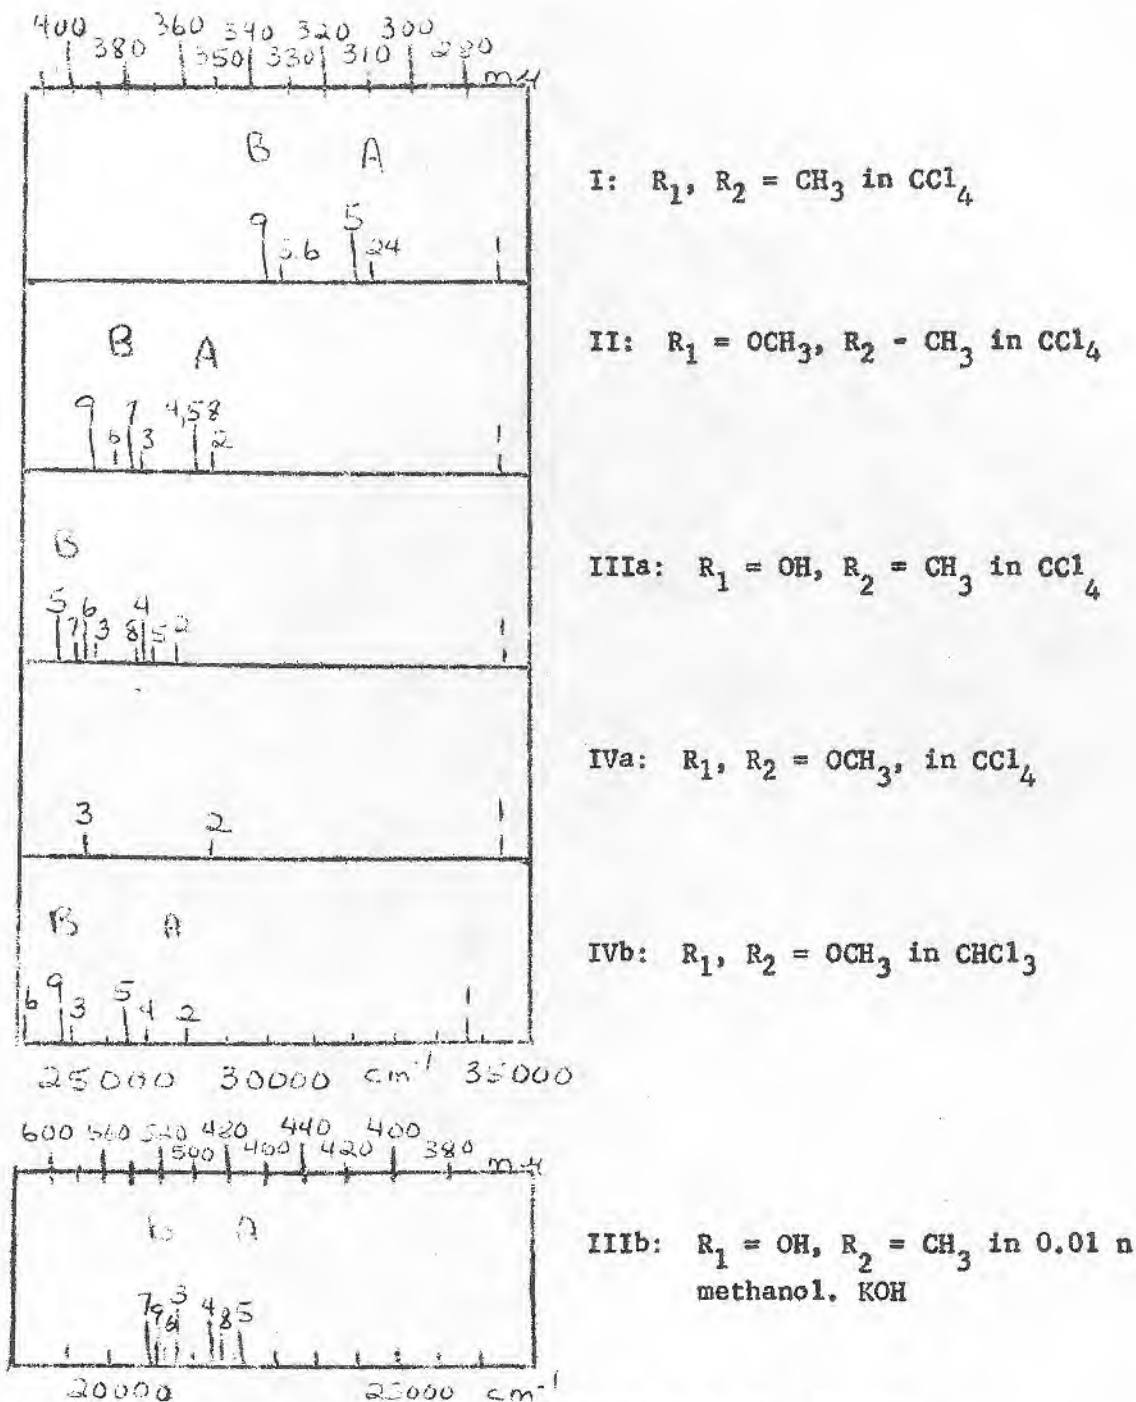 400 380 360 350 340 330 320 310 300 290 mμ
B A
9 5.6 5 24 1
I: R1, R2 = CH3 in CCl4
B A
9 6 7 3 4,58 2 1
II: R1 = OCH3, R2 - CH3 in CCl4
B
5 7 6 3 8 4 5 2 1
IIIa: R1 = OH, R2 = CH3 in CCl4
3 2 1
IVa: R1, R2 = OCH3, in CCl4
B A
6 9 3 5 4 2 1
IVb: R1, R2 = OCH3 in CHCl3
25000 30000 cm-1 35000
600 560 520 500 480 460 440 420 400 380 mμ
A
7 9 6 3 4 8 5
IIIb: R1 = OH, R2 = CH3 in 0.01 n
methanol. KOH
20000 25000 cm-1